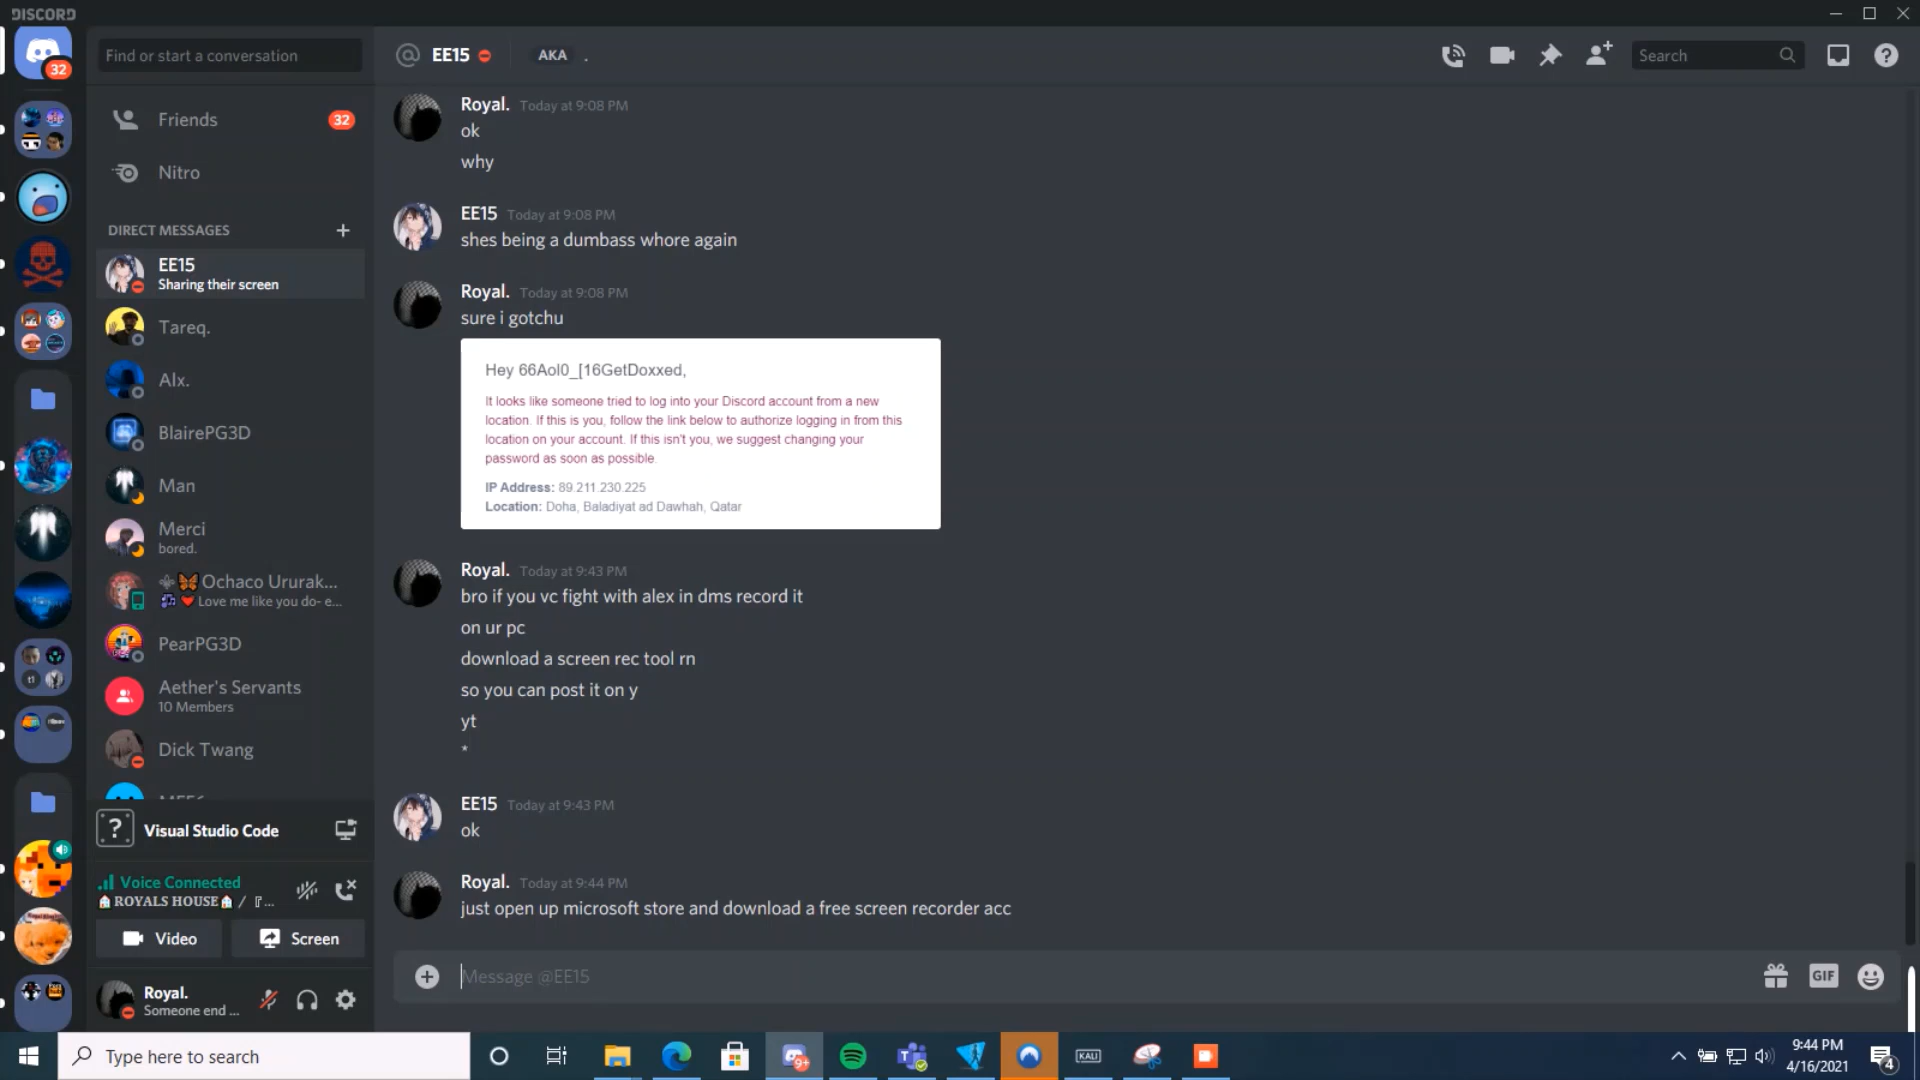 DISCORD
32
Find or start a conversation
Friends
32
Nitro
DIRECT MESSAGES
EE15
Sharing their screen
Tareq.
Alx.
BlairePG3D
Man
Merci
bored.
Ochaco Ururak...
Love me like you do- e...
PearPG3D
Aether's Servants
10 Members
Dick Twang
Visual Studio Code
Voice Connected
ROYALS HOUSE / 『...
Video
Screen
Royal.
Someone end ...
EE15
AKA .
Search
Royal. Today at 9:08 PM
ok
why
EE15 Today at 9:08 PM
shes being a dumbass whore again
Royal. Today at 9:08 PM
sure i gotchu
Hey 66Aol0_[16GetDoxxed,
It looks like someone tried to log into your Discord account from a new
location. If this is you, follow the link below to authorize logging in from this
location on your account. If this isn't you, we suggest changing your
password as soon as possible.
IP Address: 89.211.230.225
Location: Doha, Baladiyat ad Dawhah, Qatar
Royal. Today at 9:43 PM
bro if you vc fight with alex in dms record it
on ur pc
download a screen rec tool rn
so you can post it on y
yt
*
EE15 Today at 9:43 PM
ok
Royal. Today at 9:44 PM
just open up microsoft store and download a free screen recorder acc
Message @EE15
GIF
Type here to search
9+
KALI
9:44 PM
4/16/2021
4